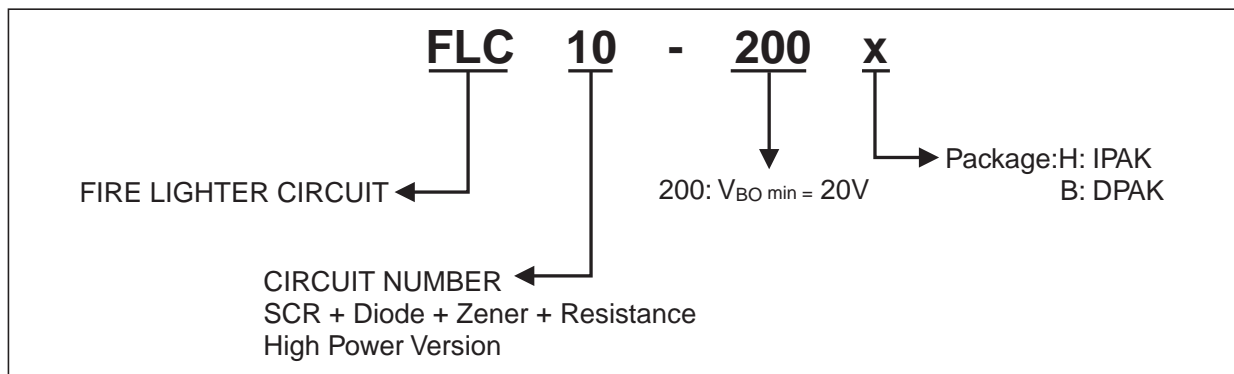 FLC 10 - 200 x
Package:H: IPAK
B: DPAK
FIRE LIGHTER CIRCUIT
200: VBO min = 20V
CIRCUIT NUMBER
SCR + Diode + Zener + Resistance
High Power Version